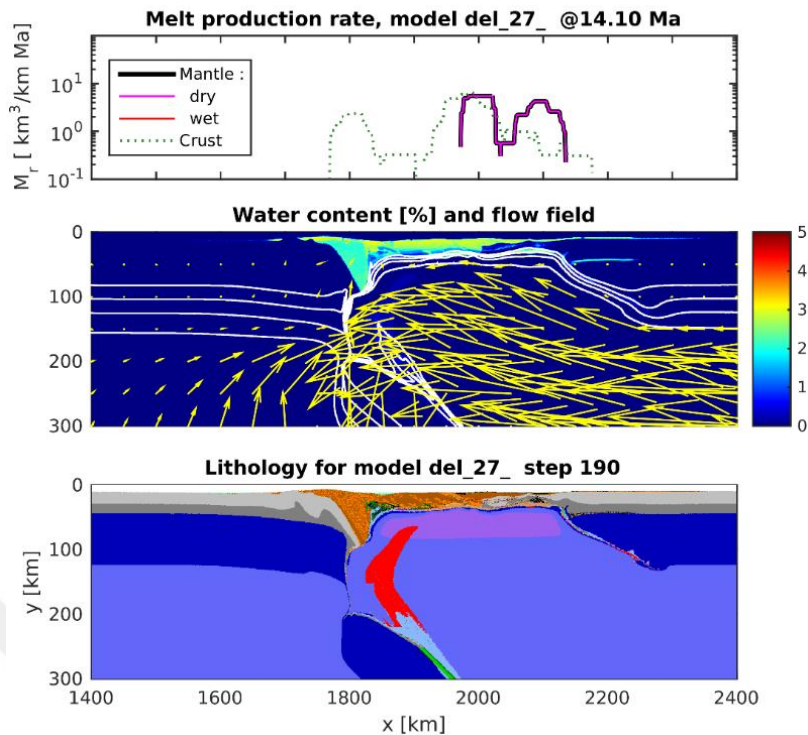 Melt production rate, model del_27_ @14.10 Ma
M_r [ km^3/km Ma]
10^1
10^0
10^-1
Mantle :
dry
wet
Crust
Water content [%] and flow field
0
100
200
300
5
4
3
2
1
0
Lithology for model del_27_ step 190
y [km]
0
100
200
300
1400 1600 1800 2000 2200 2400
x [km]